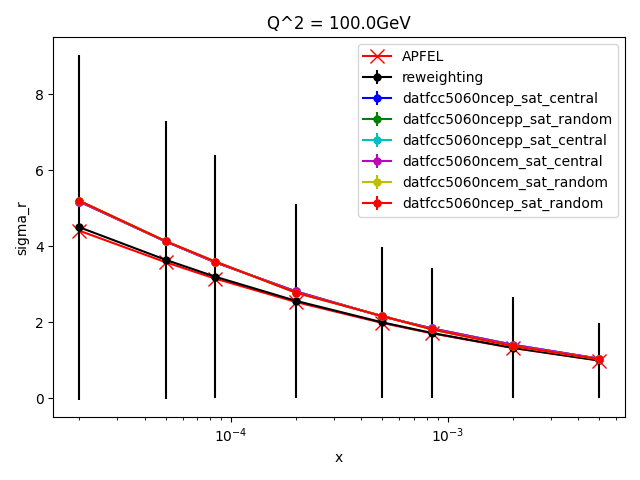 Q^2 = 100.0GeV
APFEL
reweighting
datfcc5060ncep_sat_central
datfcc5060ncepp_sat_random
datfcc5060ncepp_sat_central
datfcc5060ncem_sat_central
datfcc5060ncem_sat_random
datfcc5060ncep_sat_random
sigma_r
8
6
4
2
0
10^{-4}
10^{-3}
x